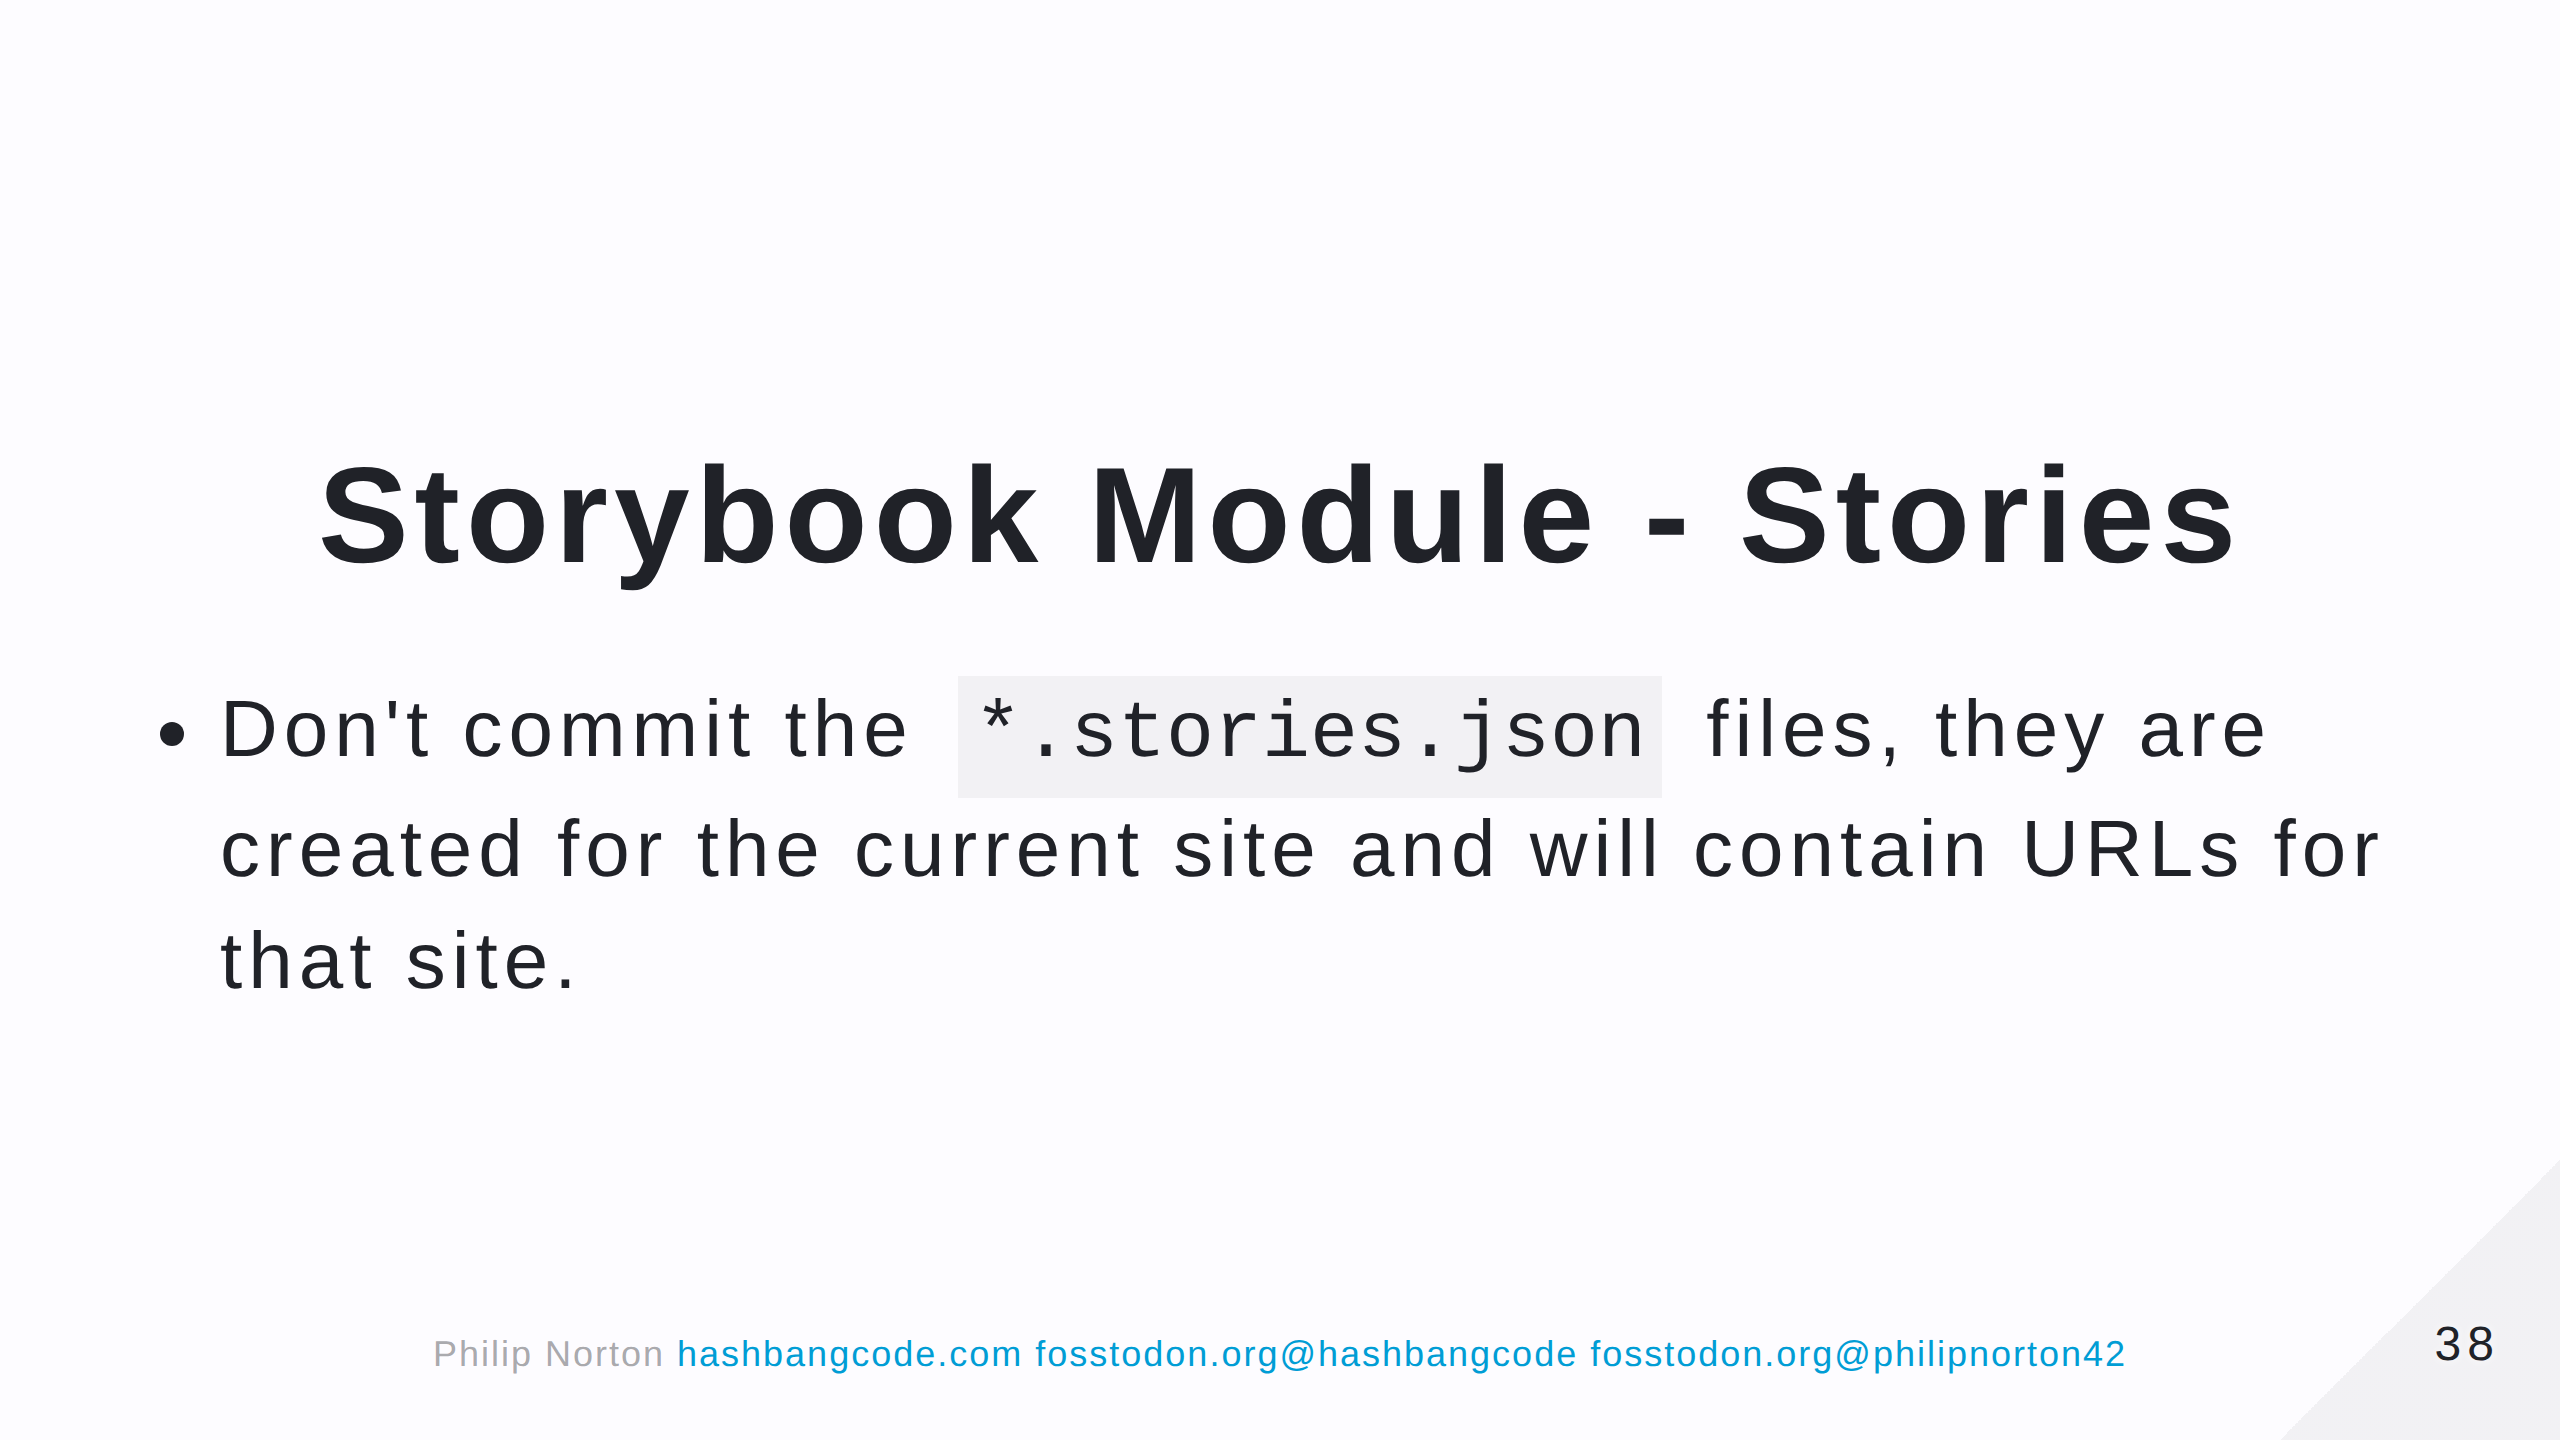 Storybook Module - Stories
• Don't commit the *.stories.json files, they are
created for the current site and will contain URLs for
that site.
Philip Norton hashbangcode.com fosstodon.org@hashbangcode fosstodon.org@philipnorton42
38